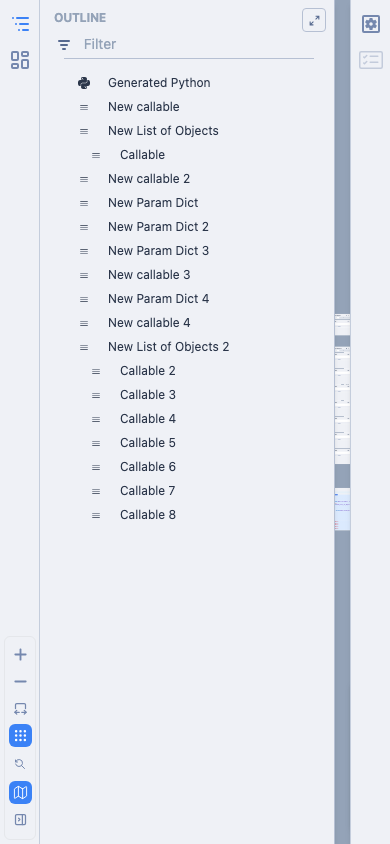 OUTLINE
Filter
Generated Python
New callable
New List of Objects
Callable
New callable 2
New Param Dict
New Param Dict 2
New Param Dict 3
New callable 3
New Param Dict 4
New callable 4
New List of Objects 2
Callable 2
Callable 3
Callable 4
Callable 5
Callable 6
Callable 7
Callable 8